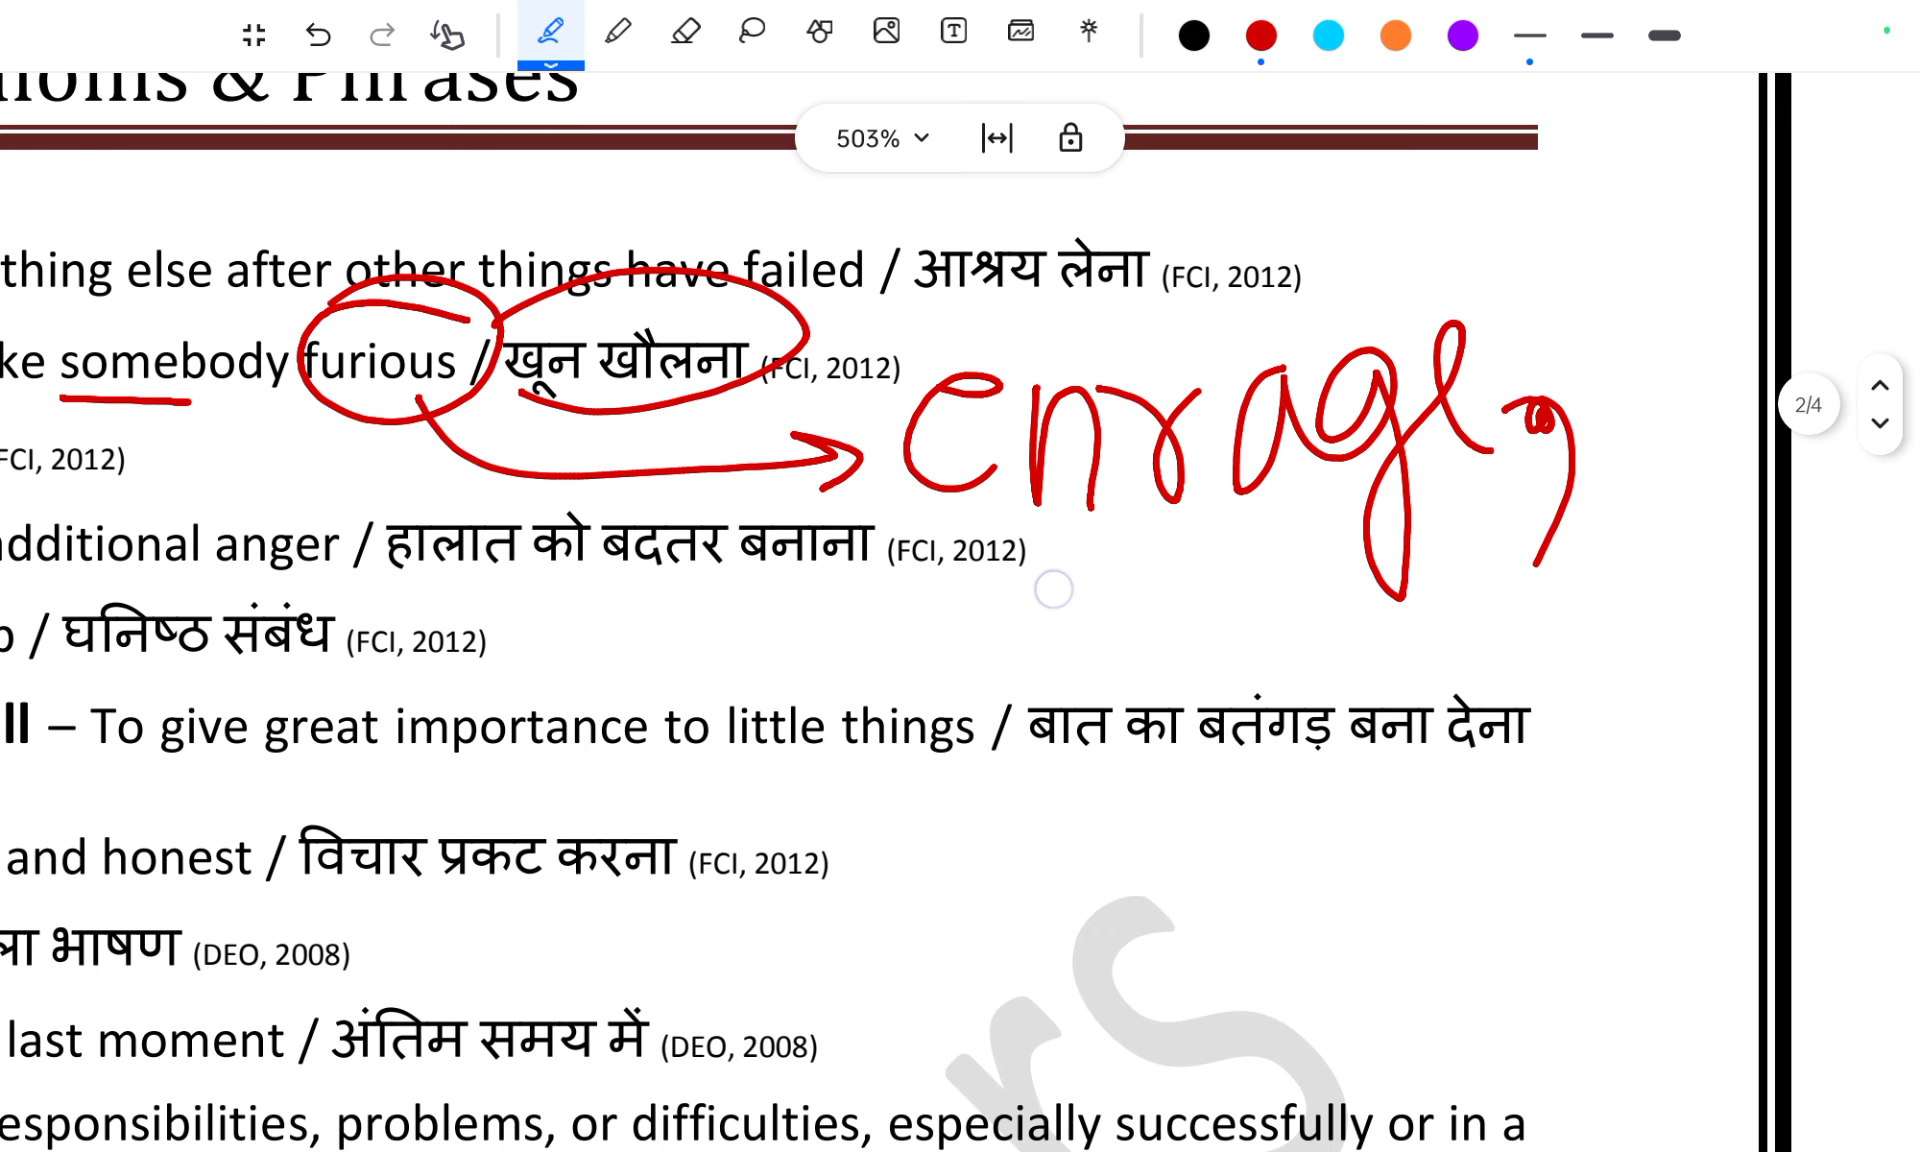 & Phrases
503%
thing else after other things have failed / आश्रय लेना (FCI, 2012)
ke somebody furious / खून खौलना (FCI, 2012)
enrage,
2/4
FCI, 2012)
dditional anger / हालात को बदतर बनाना (FCI, 2012)
/ घनिष्ठ संबंध (FCI, 2012)
ll – To give great importance to little things / बात का बतंगड़ बना देना
and honest / विचार प्रकट करना (FCI, 2012)
भाषण (DEO, 2008)
last moment / अंतिम समय में (DEO, 2008)
esponsibilities, problems, or difficulties, especially successfully or in a
rs